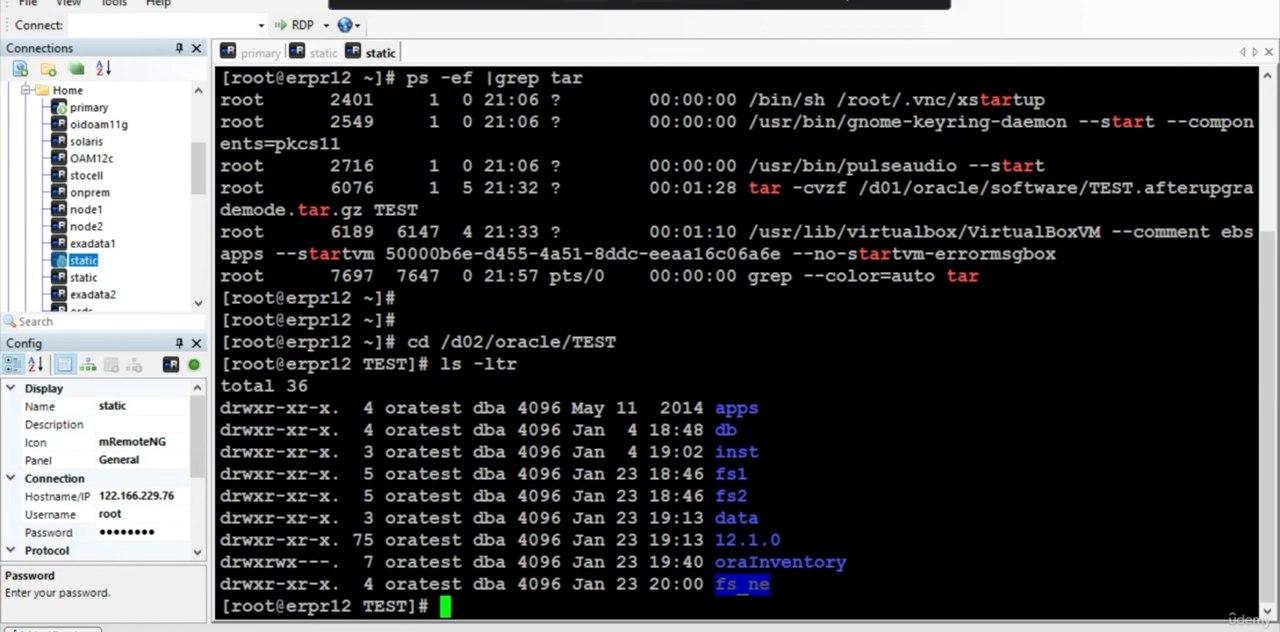 File View Tools Help
Connect: RDP
Connections
Home
primary
oidoam11g
solaris
OAM12c
stocell
onprem
node1
node2
exadata1
static
static
exadata2
Search
Config
Display
Name static
Description
Icon mRemoteNG
Panel General
Connection
Hostname/IP 122.166.229.76
Username root
Password ●●●●●●●●
Protocol
Password
Enter your password.
primary static static
[root@erpr12 ~]# ps -ef |grep tar
root 2401 1 0 21:06 ? 00:00:00 /bin/sh /root/.vnc/xstartup
root 2549 1 0 21:06 ? 00:00:00 /usr/bin/gnome-keyring-daemon --start --compon
ents=pkcs11
root 2716 1 0 21:06 ? 00:00:00 /usr/bin/pulseaudio --start
root 6076 1 5 21:32 ? 00:01:28 tar -cvzf /d01/oracle/software/TEST.afterupgra
demode.tar.gz TEST
root 6189 6147 4 21:33 ? 00:01:10 /usr/lib/virtualbox/VirtualBoxVM --comment ebs
apps --startvm 50000b6e-d455-4a51-8ddc-eeaa16c06a6e --no-startvm-errormsgbox
root 7697 7647 0 21:57 pts/0 00:00:00 grep --color=auto tar
[root@erpr12 ~]#
[root@erpr12 ~]#
[root@erpr12 ~]# cd /d02/oracle/TEST
[root@erpr12 TEST]# ls -ltr
total 36
drwxr-xr-x. 4 oratest dba 4096 May 11 2014 apps
drwxr-xr-x. 4 oratest dba 4096 Jan 4 18:48 db
drwxr-xr-x. 3 oratest dba 4096 Jan 4 19:02 inst
drwxr-xr-x. 5 oratest dba 4096 Jan 23 18:46 fs1
drwxr-xr-x. 5 oratest dba 4096 Jan 23 18:46 fs2
drwxr-xr-x. 3 oratest dba 4096 Jan 23 19:13 data
drwxr-xr-x. 75 oratest dba 4096 Jan 23 19:13 12.1.0
drwxrwx---. 7 oratest dba 4096 Jan 23 19:40 oraInventory
drwxr-xr-x. 4 oratest dba 4096 Jan 23 20:00 fs_ne
[root@erpr12 TEST]#
ûdemy